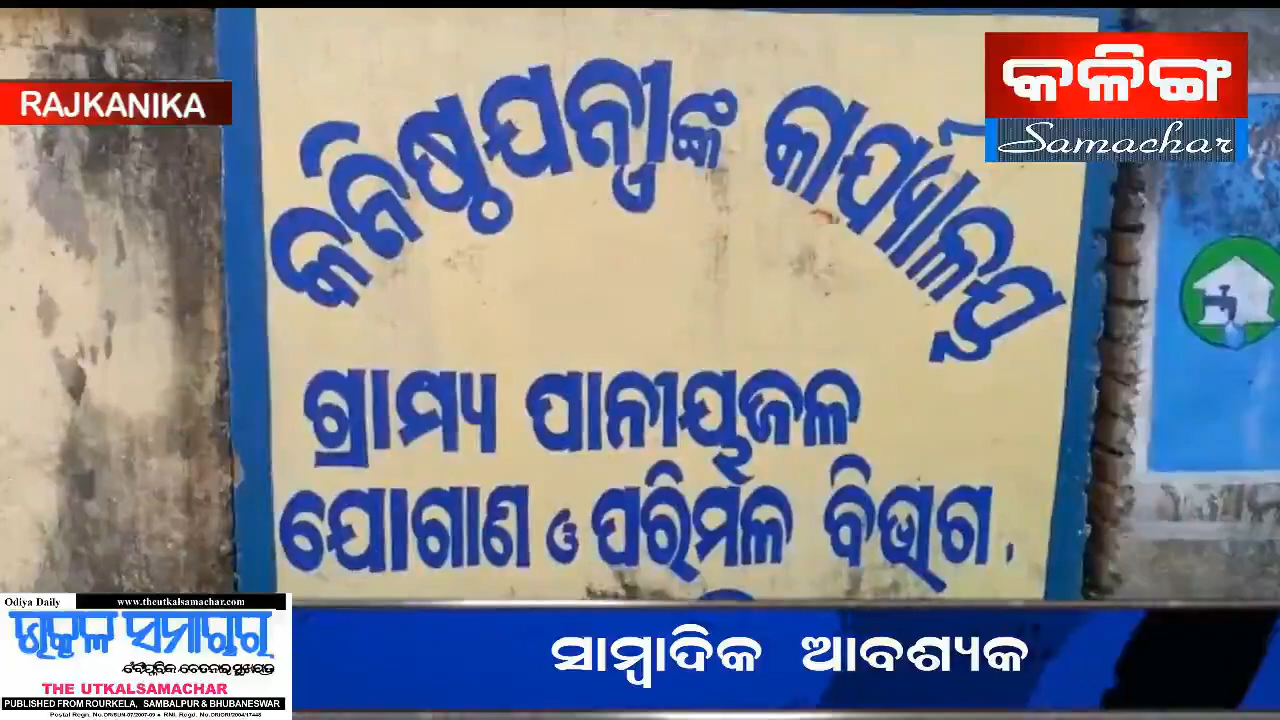 RAJKANIKA
କଳିଙ୍ଗ
Samachar
କନିଷ୍ଠଯନ୍ତ୍ରୀଙ୍କ କାର୍ଯ୍ୟାଳୟ
ଗ୍ରାମ୍ୟ ପାନୀୟଜଳ
ଯୋଗାଣ ଓ ପରିମଳ ବିଭାଗ,
Odiya Daily www.theutkalsamachar.com
ଉତ୍କଳ ସମାଚାର
THE UTKALSAMACHAR
PUBLISHED FROM ROURKELA, SAMBALPUR & BHUBANESWAR
ସାମ୍ବାଦିକ ଆବଶ୍ୟକ